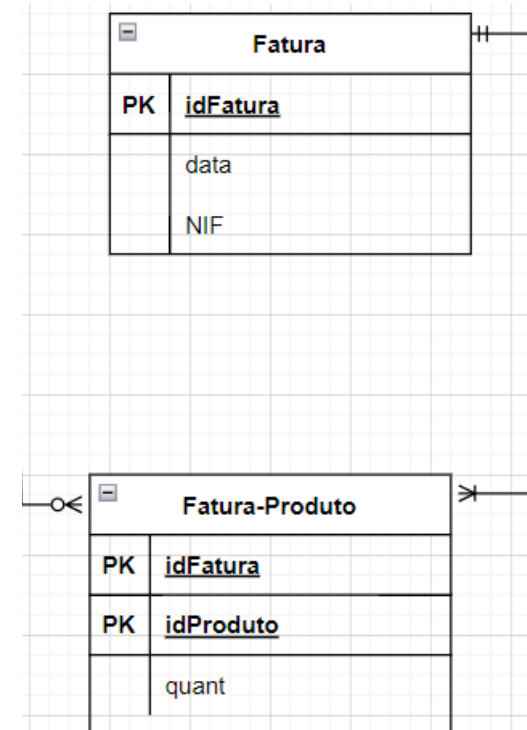 Fatura
PK idFatura
data
NIF
Fatura-Produto
PK idFatura
PK idProduto
quant